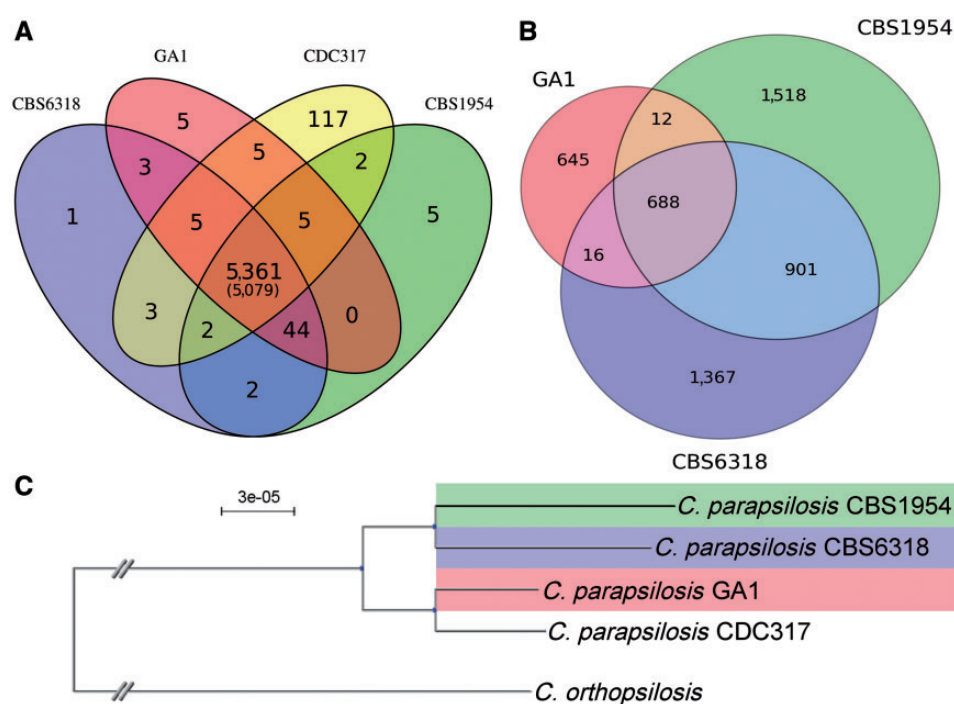 A
GA1
CDC317
CBS6318
CBS1954
5
117
3
5
2
1
5
5
5
5,361
(5,079)
3
2
44
0
2
B
CBS1954
GA1
1,518
12
645
688
16
901
1,367
CBS6318
C
3e-05
C. parapsilosis CBS1954
C. parapsilosis CBS6318
C. parapsilosis GA1
C. parapsilosis CDC317
C. orthopsilosis